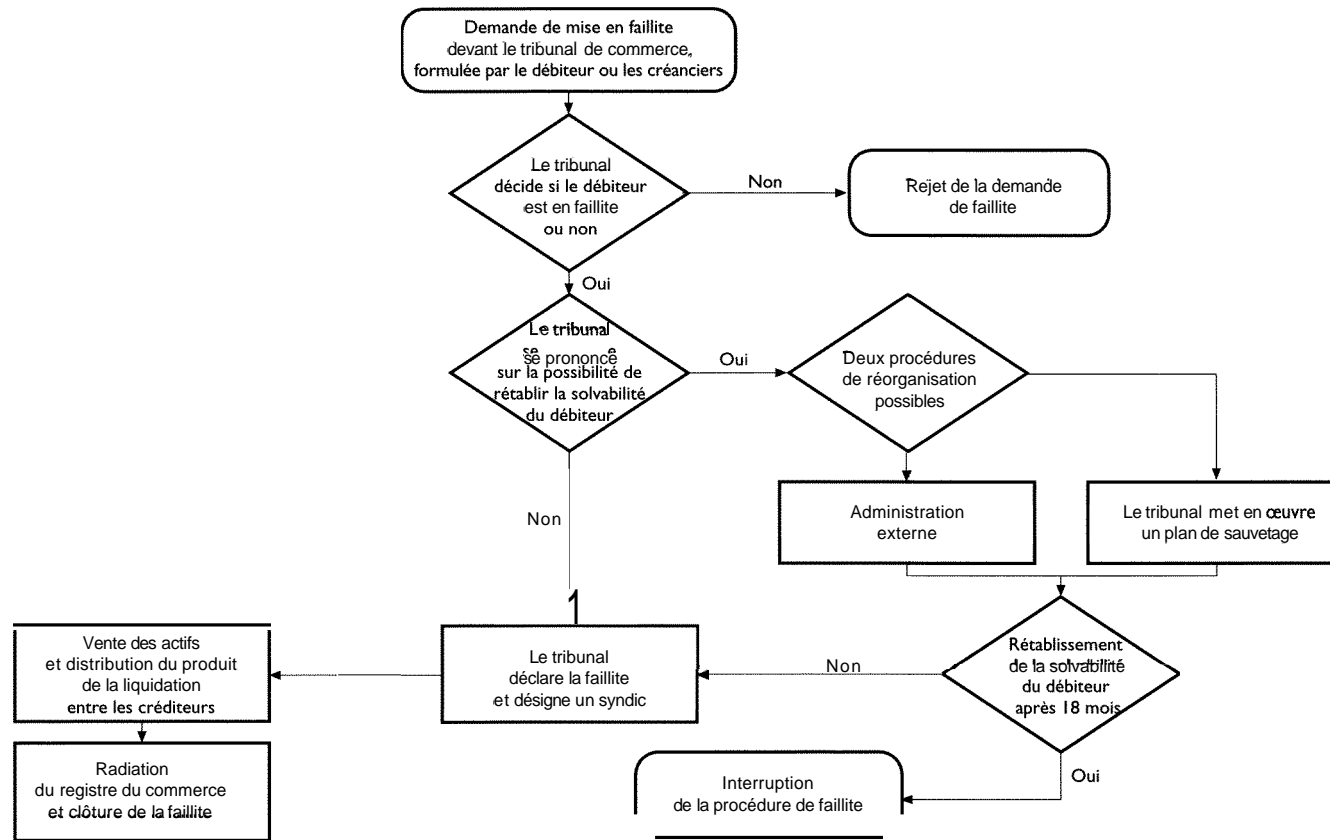 Demande de mise en faillite
devant le tribunal de commerce,
formulée par le débiteur ou les créanciers
Le tribunal
décide si le débiteur
est en faillite
ou non
Non
Rejet de la demande
de faillite
Oui
Le tribunal
se prononce
sur la possibilité de
rétablir la solvabilité
du débiteur
Oui
Deux procédures
de réorganisation
possibles
Non
Administration
externe
Le tribunal met en œuvre
un plan de sauvetage
Vente des actifs
et distribution du produit
de la liquidation
entre les créditeurs
Le tribunal
déclare la faillite
et désigne un syndic
Non
Rétablissement
de la solvabilité
du débiteur
après 18 mois
Radiation
du registre du commerce
et clôture de la faillite
Interruption
de la procédure de faillite
Oui